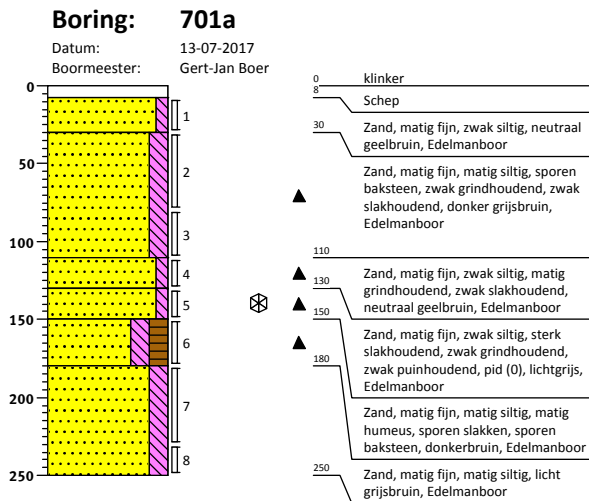 Boring: 701a
Datum: 13-07-2017
Boormeester: Gert-Jan Boer
0
50
100
150
200
250
1
2
3
4
5
6
7
8
0 klinker
8
Schep
30
Zand, matig fijn, zwak siltig, neutraal
geelbruin, Edelmanboor
Zand, matig fijn, matig siltig, sporen
baksteen, zwak grindhoudend, zwak
slakhoudend, donker grijsbruin,
Edelmanboor
110
Zand, matig fijn, zwak siltig, matig
grindhoudend, zwak slakhoudend,
neutraal geelbruin, Edelmanboor
130
150
Zand, matig fijn, zwak siltig, sterk
slakhoudend, zwak grindhoudend,
zwak puinhoudend, pid (0), lichtgrijs,
Edelmanboor
180
Zand, matig fijn, matig siltig, matig
humeus, sporen slakken, sporen
baksteen, donkerbruin, Edelmanboor
250
Zand, matig fijn, matig siltig, licht
grijsbruin, Edelmanboor